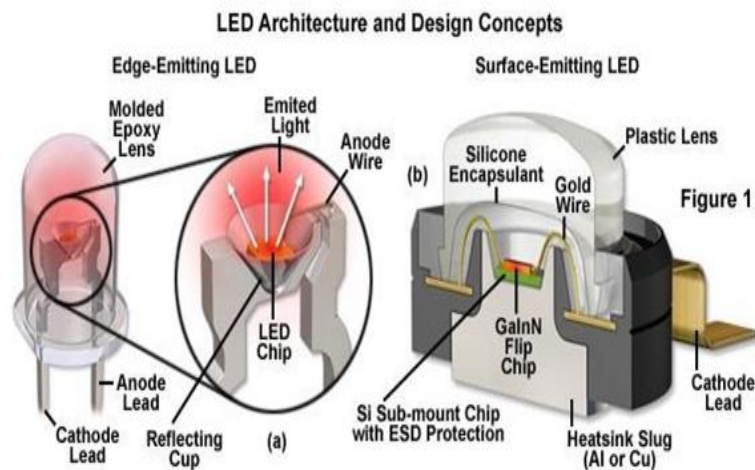 LED Architecture and Design Concepts
Edge-Emitting LED
Surface-Emitting LED
Molded
Epoxy
Lens
Emited
Light
Anode
Wire
LED
Chip
Anode
Lead
Cathode
Lead
Reflecting
Cup
(a)
(b)
Silicone
Encapsulant
Plastic Lens
Gold
Wire
Figure 1
GaInN
Flip
Chip
Si Sub-mount Chip
with ESD Protection
Heatsink Slug
(Al or Cu)
Cathode
Lead